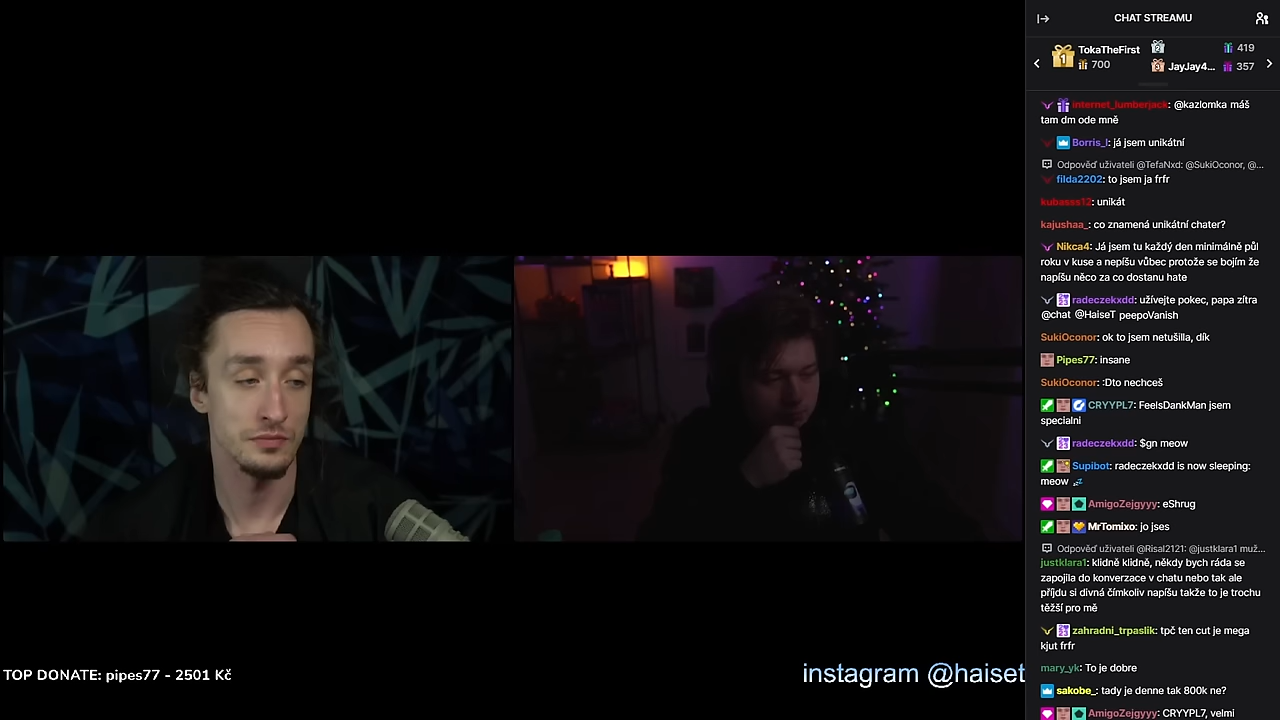 CHAT STREAMU
TokaTheFirst
700
419
JayJay4...
357
internet_lumberjack: @kazlomka máš
tam dm ode mně
Borris_I: já jsem unikátní
Odpověď uživateli @TefaNxd: @SukiOconor, @...
filda2202: to jsem ja frfr
kubasss12: unikát
kajushaa_: co znamená unikátní chater?
Nikca4: Já jsem tu každý den minimálně půl
roku v kuse a nepíšu vůbec protože se bojím že
napíšu něco za co dostanu hate
radeczekxdd: užívejte pokec, papa zítra
@chat @HaiseT peepoVanish
SukiOconor: ok to jsem netušilla, dík
Pipes77: insane
SukiOconor: :Dto nechceš
CRYYPL7: FeelsDankMan jsem
specialni
radeczekxdd: $gn meow
Supibot: radeczekxdd is now sleeping:
meow 💤
AmigoZejgyyy: eShrug
MrTomixo: jo jses
Odpověď uživateli @Risal2121: @justklara1 muž...
justklara1: klidně klidně, někdy bych ráda se
zapojila do konverzace v chatu nebo tak ale
příjdu si divná čímkoliv napíšu takže to je trochu
těžší pro mě
zahradni_trpaslik: tpč ten cut je mega
kjut frfr
mary_yk: To je dobre
sakobe_: tady je denne tak 800k ne?
AmigoZejgyyy: CRYYPL7, velmi
TOP DONATE: pipes77 - 2501 Kč
instagram @haiset